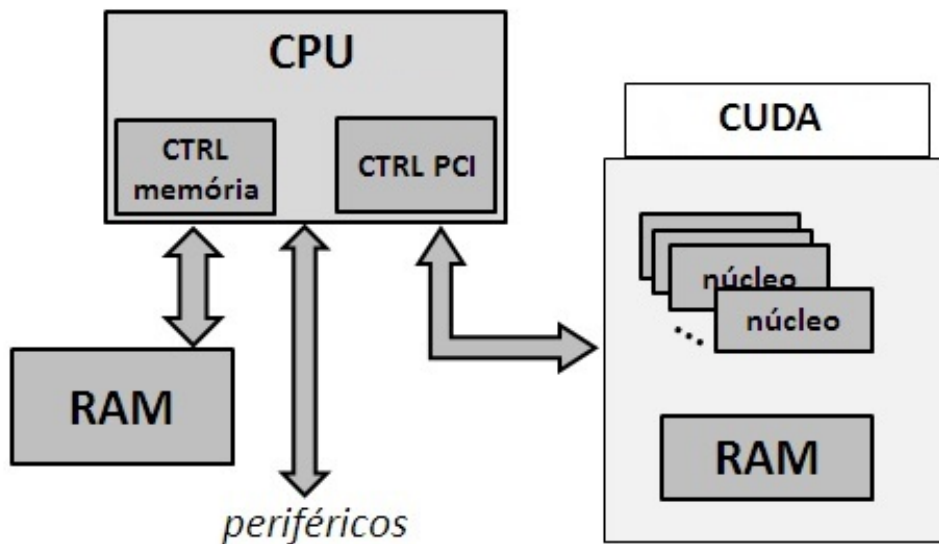 CPU
CTRL
memória
CTRL PCI
RAM
periféricos
CUDA
núcleo
núcleo
...
RAM